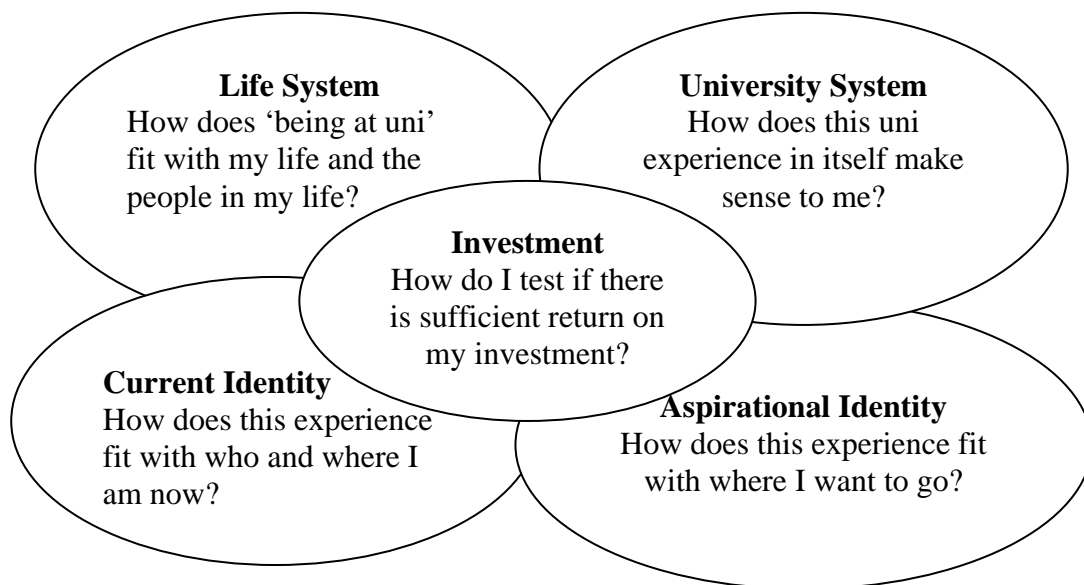 Life System
How does ‘being at uni’
fit with my life and the
people in my life?
University System
How does this uni
experience in itself make
sense to me?
Investment
How do I test if there
is sufficient return on
my investment?
Current Identity
How does this experience
fit with who and where I
am now?
Aspirational Identity
How does this experience fit
with where I want to go?